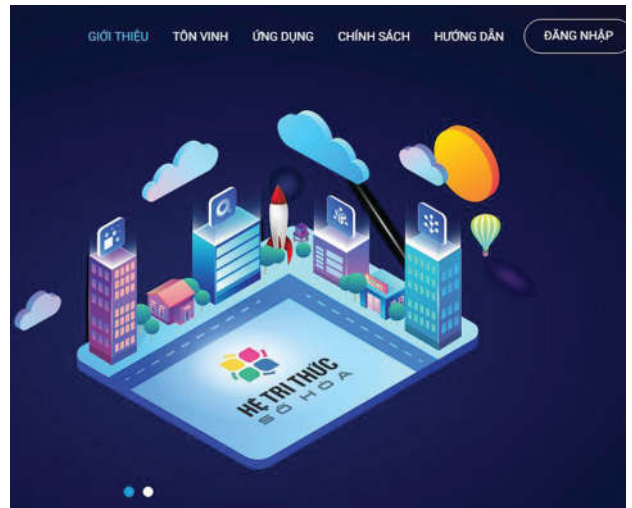 GIỚI THIỆU TÔN VINH ỨNG DỤNG CHÍNH SÁCH HƯỚNG DẪN ĐĂNG NHẬP
HỆ TRI THỨC
SỐ HÓA